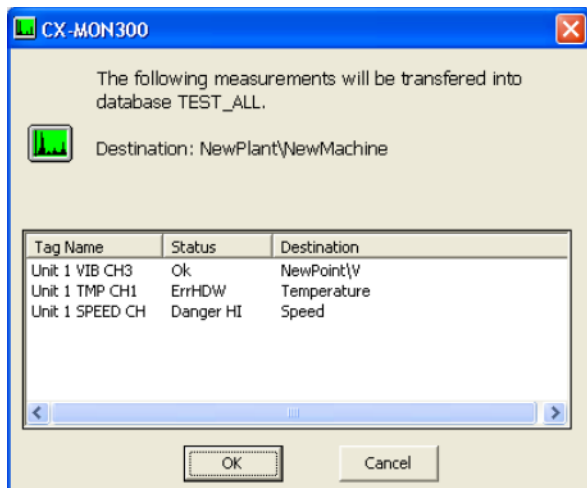 CX-MON300
The following measurements will be transfered into
database TEST_ALL.
Destination: NewPlant\NewMachine
Tag Name Status Destination
Unit 1 VIB CH3 Ok NewPoint\V
Unit 1 TMP CH1 ErrHDW Temperature
Unit 1 SPEED CH Danger HI Speed
OK Cancel